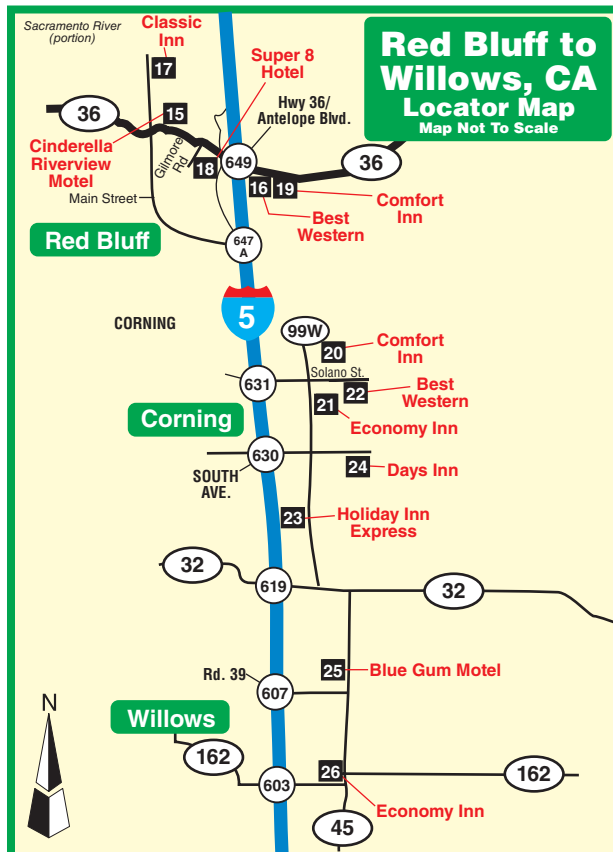 Sacramento River
(portion)
Classic
Inn
17
Red Bluff to
Willows, CA
Locator Map
Map Not To Scale
Super 8
Hotel
36
15
Hwy 36/
Antelope Blvd.
Cinderella
Riverview
Motel
Gilmore
Rd.
18
649
36
16
19
Main Street
Comfort
Inn
Best
Western
Red Bluff
647
A
5
CORNING
99W
20
Comfort
Inn
Solano St.
631
22
Best
Western
21
Corning
Economy Inn
630
24
Days Inn
SOUTH
AVE.
23
Holiday Inn
Express
32
619
32
25
Blue Gum Motel
Rd. 39
607
N
Willows
162
26
162
603
Economy Inn
45